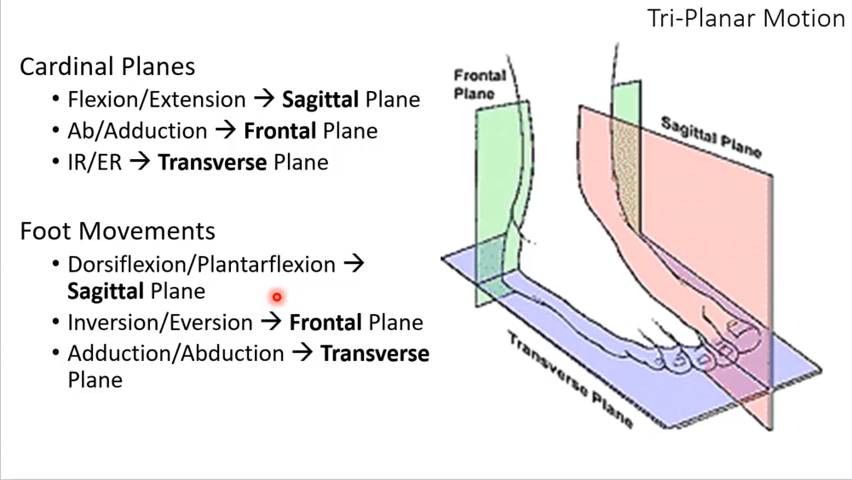 Tri-Planar Motion
Cardinal Planes
• Flexion/Extension → Sagittal Plane
• Ab/Adduction → Frontal Plane
• IR/ER → Transverse Plane
Foot Movements
• Dorsiflexion/Plantarflexion →
Sagittal Plane
• Inversion/Eversion → Frontal Plane
• Adduction/Abduction → Transverse
Plane
Frontal
Plane
Sagittal Plane
Transverse Plane